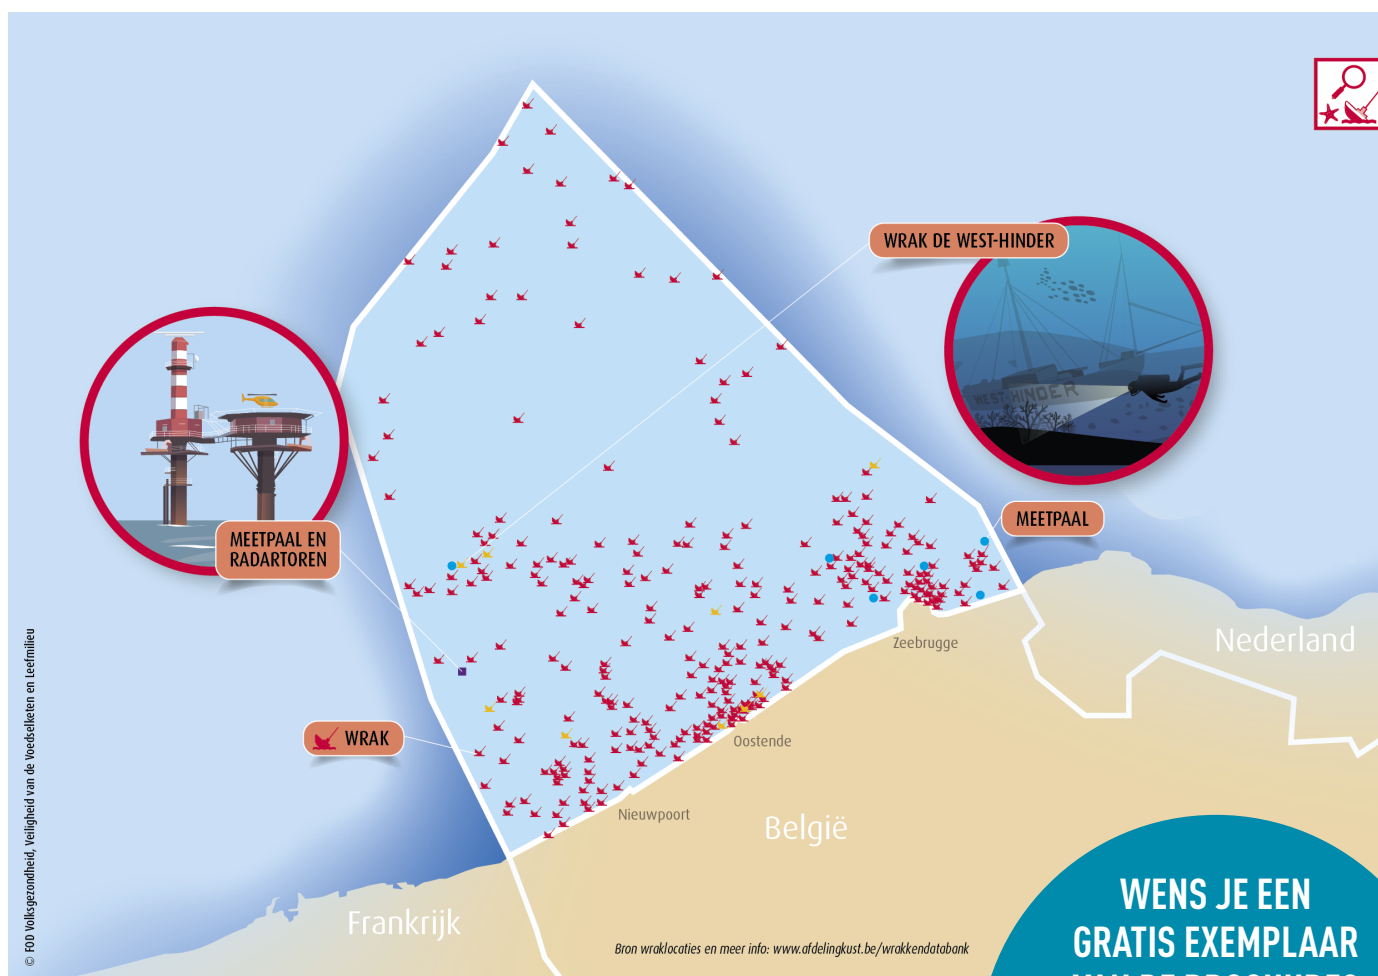 WRAK DE WEST-HINDER
WEST-HINDER
MEETPAAL
MEETPAAL EN
RADARTOREN
Nederland
Zeebrugge
WRAK
Oostende
Nieuwpoort
België
Frankrijk
WENS JE EEN
GRATIS EXEMPLAAR
Bron wraklocaties en meer info: www.afdelingkust.be/wrakkendatabank
© FOD Volksgezondheid, Veiligheid van de Voedselketen en Leefmilieu